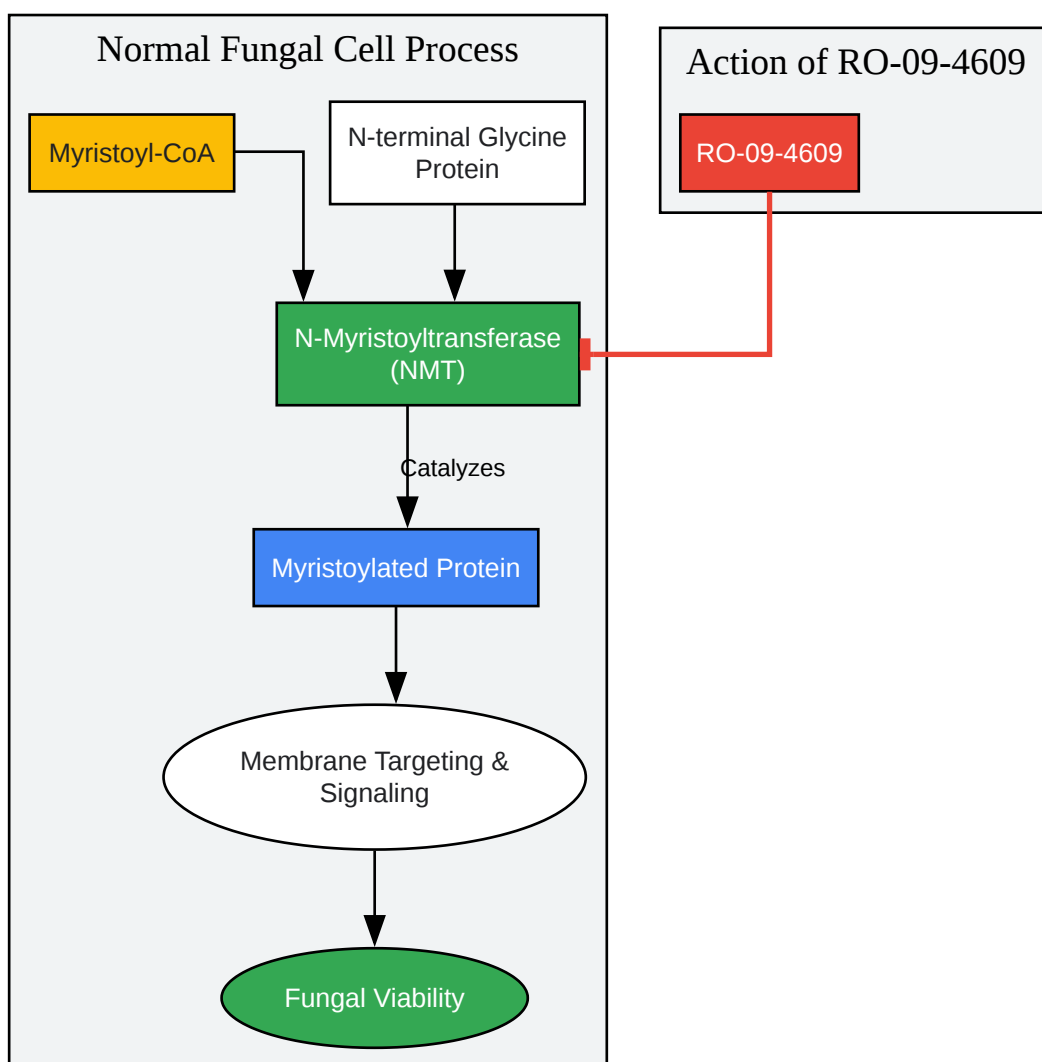 Normal Fungal Cell Process
Action of RO-09-4609
Myristoyl-CoA
N-terminal Glycine
Protein
RO-09-4609
N-Myristoyltransferase
(NMT)
Catalyzes
Myristoylated Protein
Membrane Targeting &
Signaling
Fungal Viability